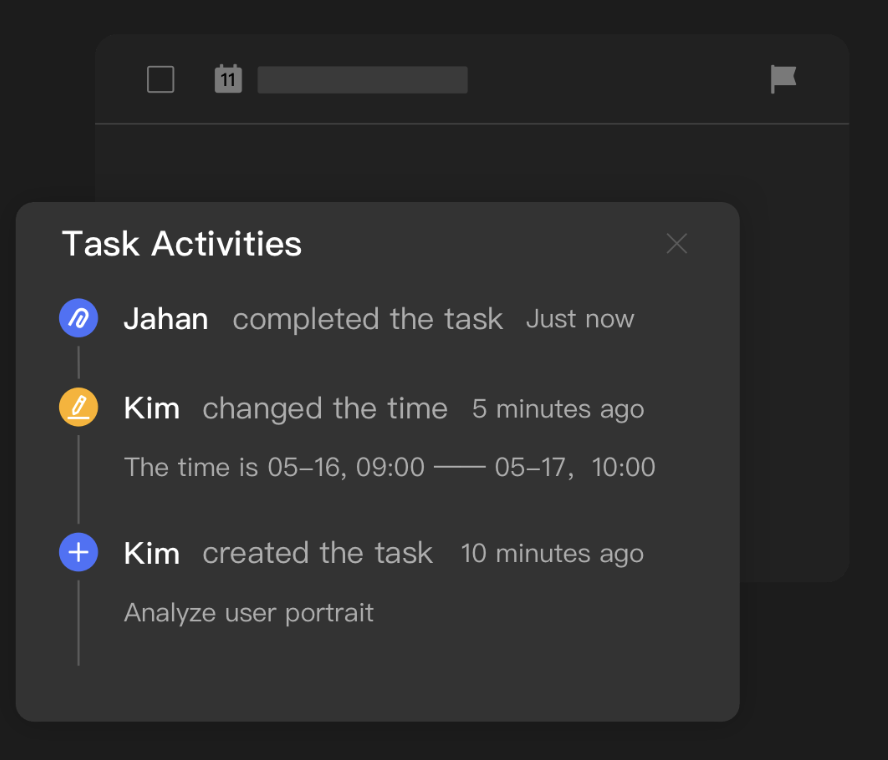 11
Task Activities
Jahan completed the task Just now
Kim changed the time 5 minutes ago
The time is 05–16, 09:00 —— 05–17, 10:00
Kim created the task 10 minutes ago
Analyze user portrait